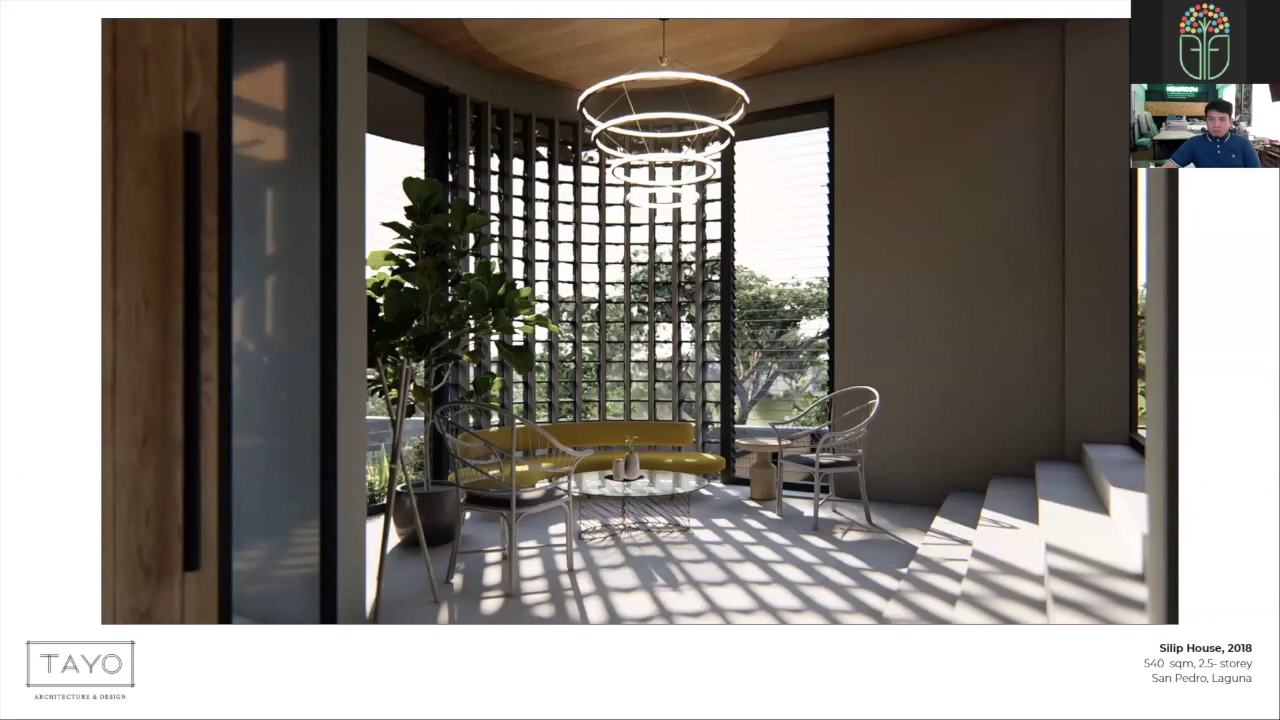 TAYO
ARCHITECTURE & DESIGN
Silip House, 2018
540 sqm, 2.5- storey
San Pedro, Laguna